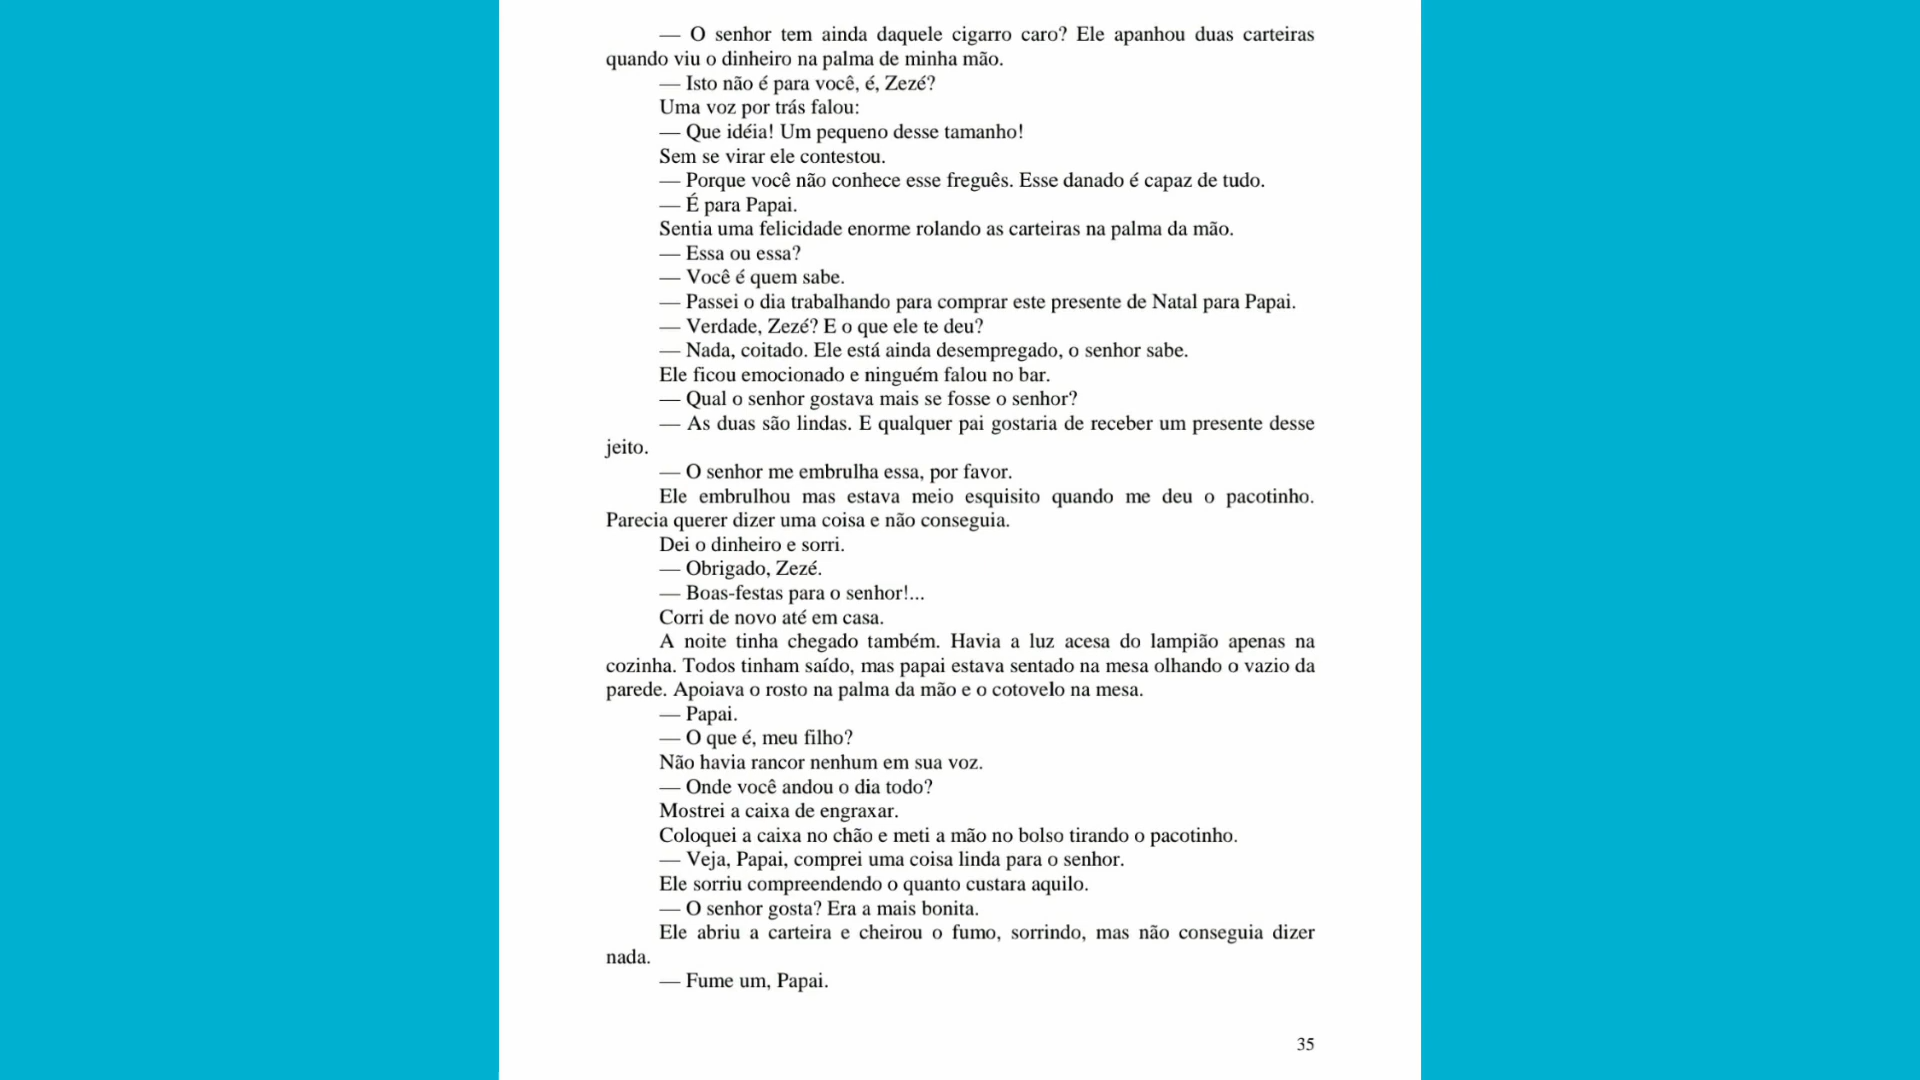 — O senhor tem ainda daquele cigarro caro? Ele apanhou duas carteiras
quando viu o dinheiro na palma de minha mão.
— Isto não é para você, é, Zezé?
Uma voz por trás falou:
— Que idéia! Um pequeno desse tamanho!
Sem se virar ele contestou.
— Porque você não conhece esse freguês. Esse danado é capaz de tudo.
— É para Papai.
Sentia uma felicidade enorme rolando as carteiras na palma da mão.
— Essa ou essa?
— Você é quem sabe.
— Passei o dia trabalhando para comprar este presente de Natal para Papai.
— Verdade, Zezé? E o que ele te deu?
— Nada, coitado. Ele está ainda desempregado, o senhor sabe.
Ele ficou emocionado e ninguém falou no bar.
— Qual o senhor gostava mais se fosse o senhor?
— As duas são lindas. E qualquer pai gostaria de receber um presente desse
jeito.
— O senhor me embrulha essa, por favor.
Ele embrulhou mas estava meio esquisito quando me deu o pacotinho.
Parecia querer dizer uma coisa e não conseguia.
Dei o dinheiro e sorri.
— Obrigado, Zezé.
— Boas-festas para o senhor!...
Corri de novo até em casa.
A noite tinha chegado também. Havia a luz acesa do lampião apenas na
cozinha. Todos tinham saído, mas papai estava sentado na mesa olhando o vazio da
parede. Apoiava o rosto na palma da mão e o cotovelo na mesa.
— Papai.
— O que é, meu filho?
Não havia rancor nenhum em sua voz.
— Onde você andou o dia todo?
Mostrei a caixa de engraxar.
Coloquei a caixa no chão e meti a mão no bolso tirando o pacotinho.
— Veja, Papai, comprei uma coisa linda para o senhor.
Ele sorriu compreendendo o quanto custara aquilo.
— O senhor gosta? Era a mais bonita.
Ele abriu a carteira e cheirou o fumo, sorrindo, mas não conseguia dizer
nada.
— Fume um, Papai.
35